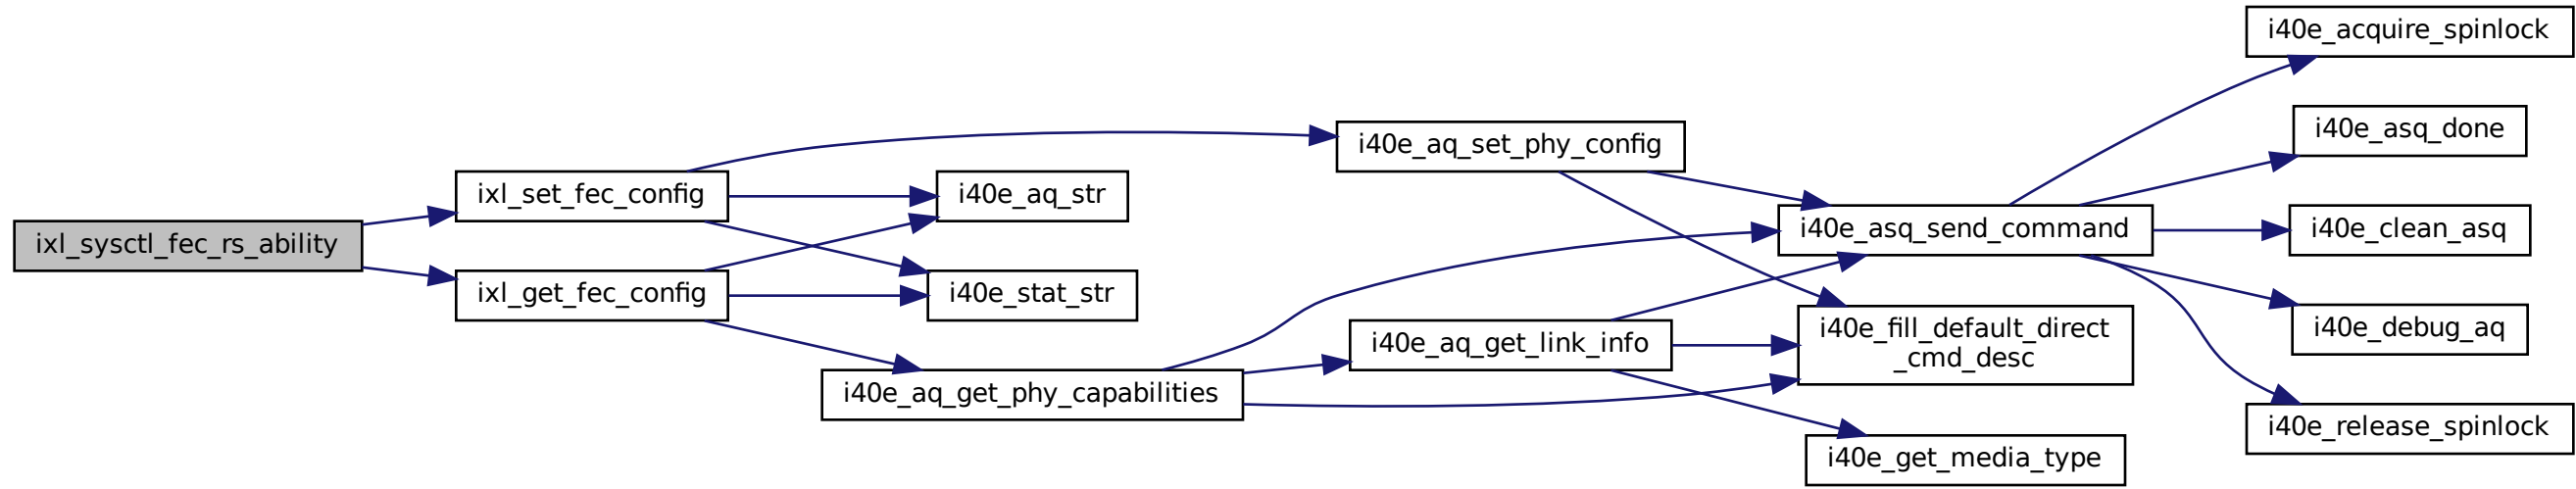 ixl_sysctl_fec_rs_ability
ixl_set_fec_config
ixl_get_fec_config
i40e_aq_str
i40e_stat_str
i40e_aq_get_phy_capabilities
i40e_aq_set_phy_config
i40e_aq_get_link_info
i40e_asq_send_command
i40e_fill_default_direct
_cmd_desc
i40e_get_media_type
i40e_acquire_spinlock
i40e_asq_done
i40e_clean_asq
i40e_debug_aq
i40e_release_spinlock